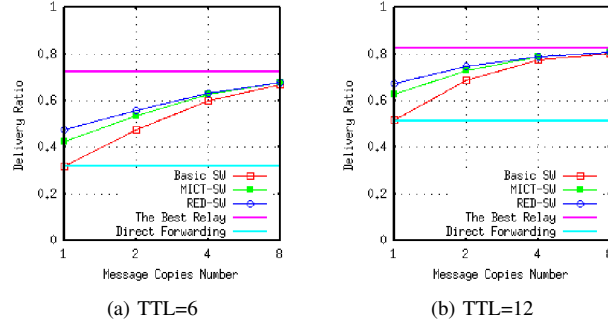 1
0.8
0.6
0.4
0.2
0
Delivery Ratio
Basic SW
MICT-SW
RED-SW
The Best Relay
Direct Forwarding
1 2 4 8
Message Copies Number
(a) TTL=6
1
0.8
0.6
0.4
0.2
0
Delivery Ratio
Basic SW
MICT-SW
RED-SW
The Best Relay
Direct Forwarding
1 2 4 8
Message Copies Number
(b) TTL=12